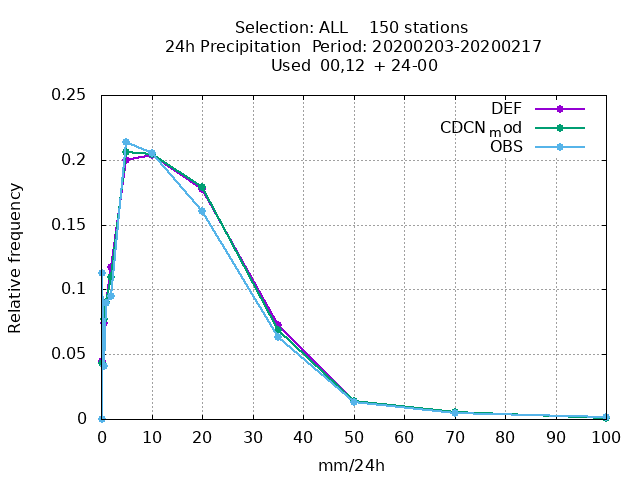 Selection: ALL    150 stations
24h Precipitation  Period: 20200203-20200217
Used  00,12  + 24-00
DEF
CDCN_mod
OBS
Relative frequency
0.25
0.2
0.15
0.1
0.05
0
0 10 20 30 40 50 60 70 80 90 100
mm/24h